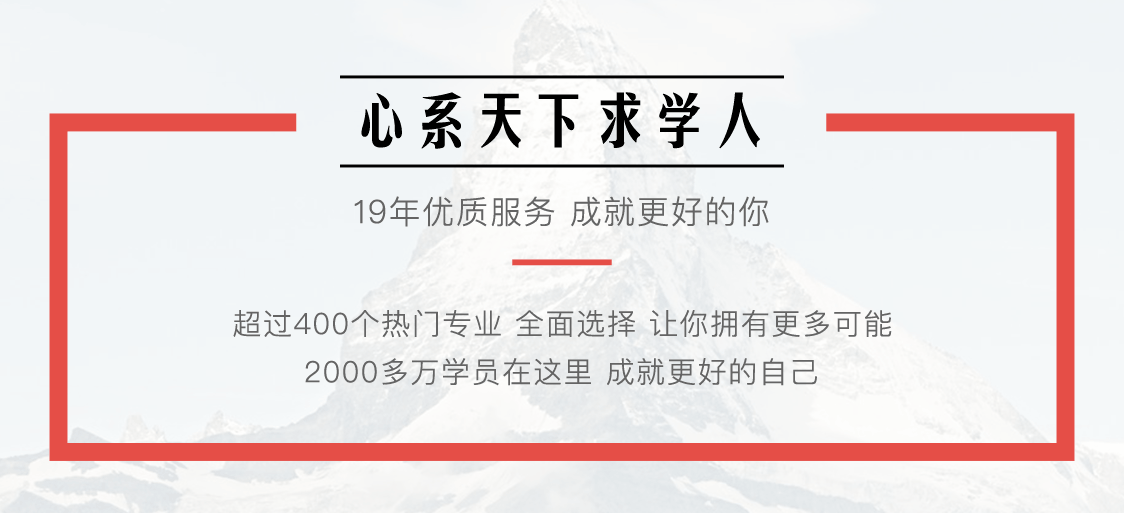 心系天下求学人
19年优质服务 成就更好的你
超过400个热门专业 全面选择 让你拥有更多可能
2000多万学员在这里 成就更好的自己